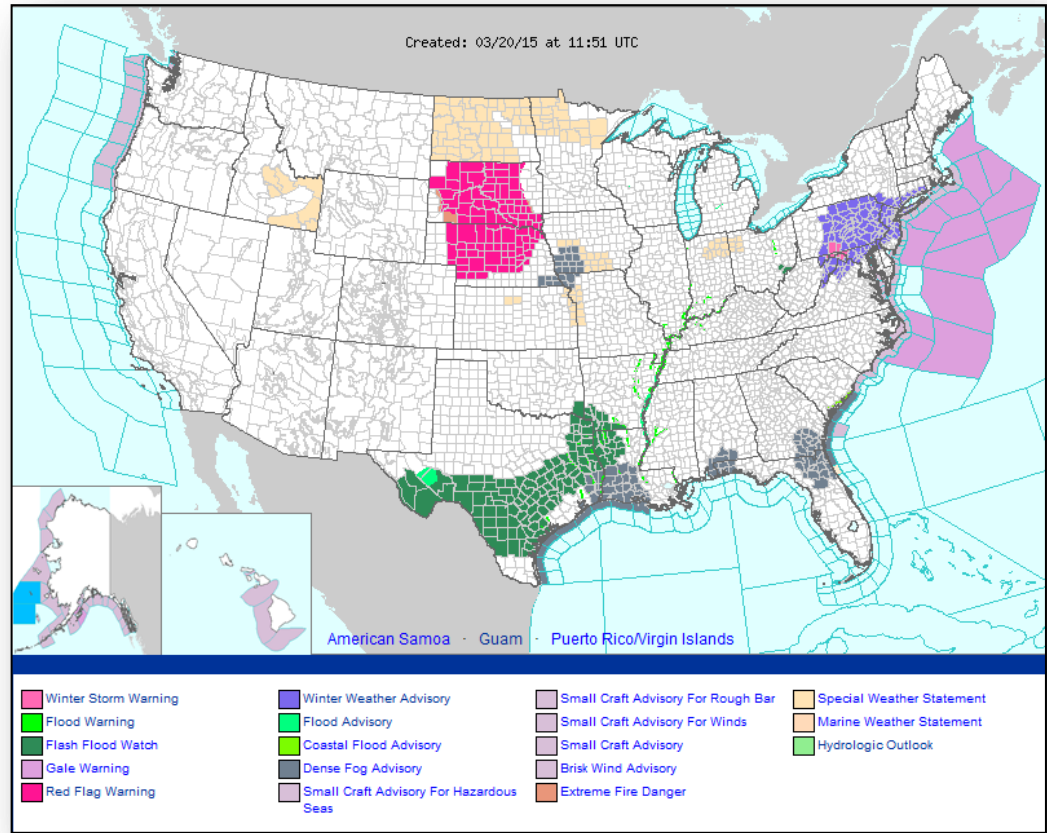 Created: 03/20/15 at 11:51 UTC
American Samoa · Guam · Puerto Rico/Virgin Islands
Winter Storm Warning
Flood Warning
Flash Flood Watch
Gale Warning
Red Flag Warning
Winter Weather Advisory
Flood Advisory
Coastal Flood Advisory
Dense Fog Advisory
Small Craft Advisory For Hazardous
Seas
Small Craft Advisory For Rough Bar
Small Craft Advisory For Winds
Small Craft Advisory
Brisk Wind Advisory
Extreme Fire Danger
Special Weather Statement
Marine Weather Statement
Hydrologic Outlook